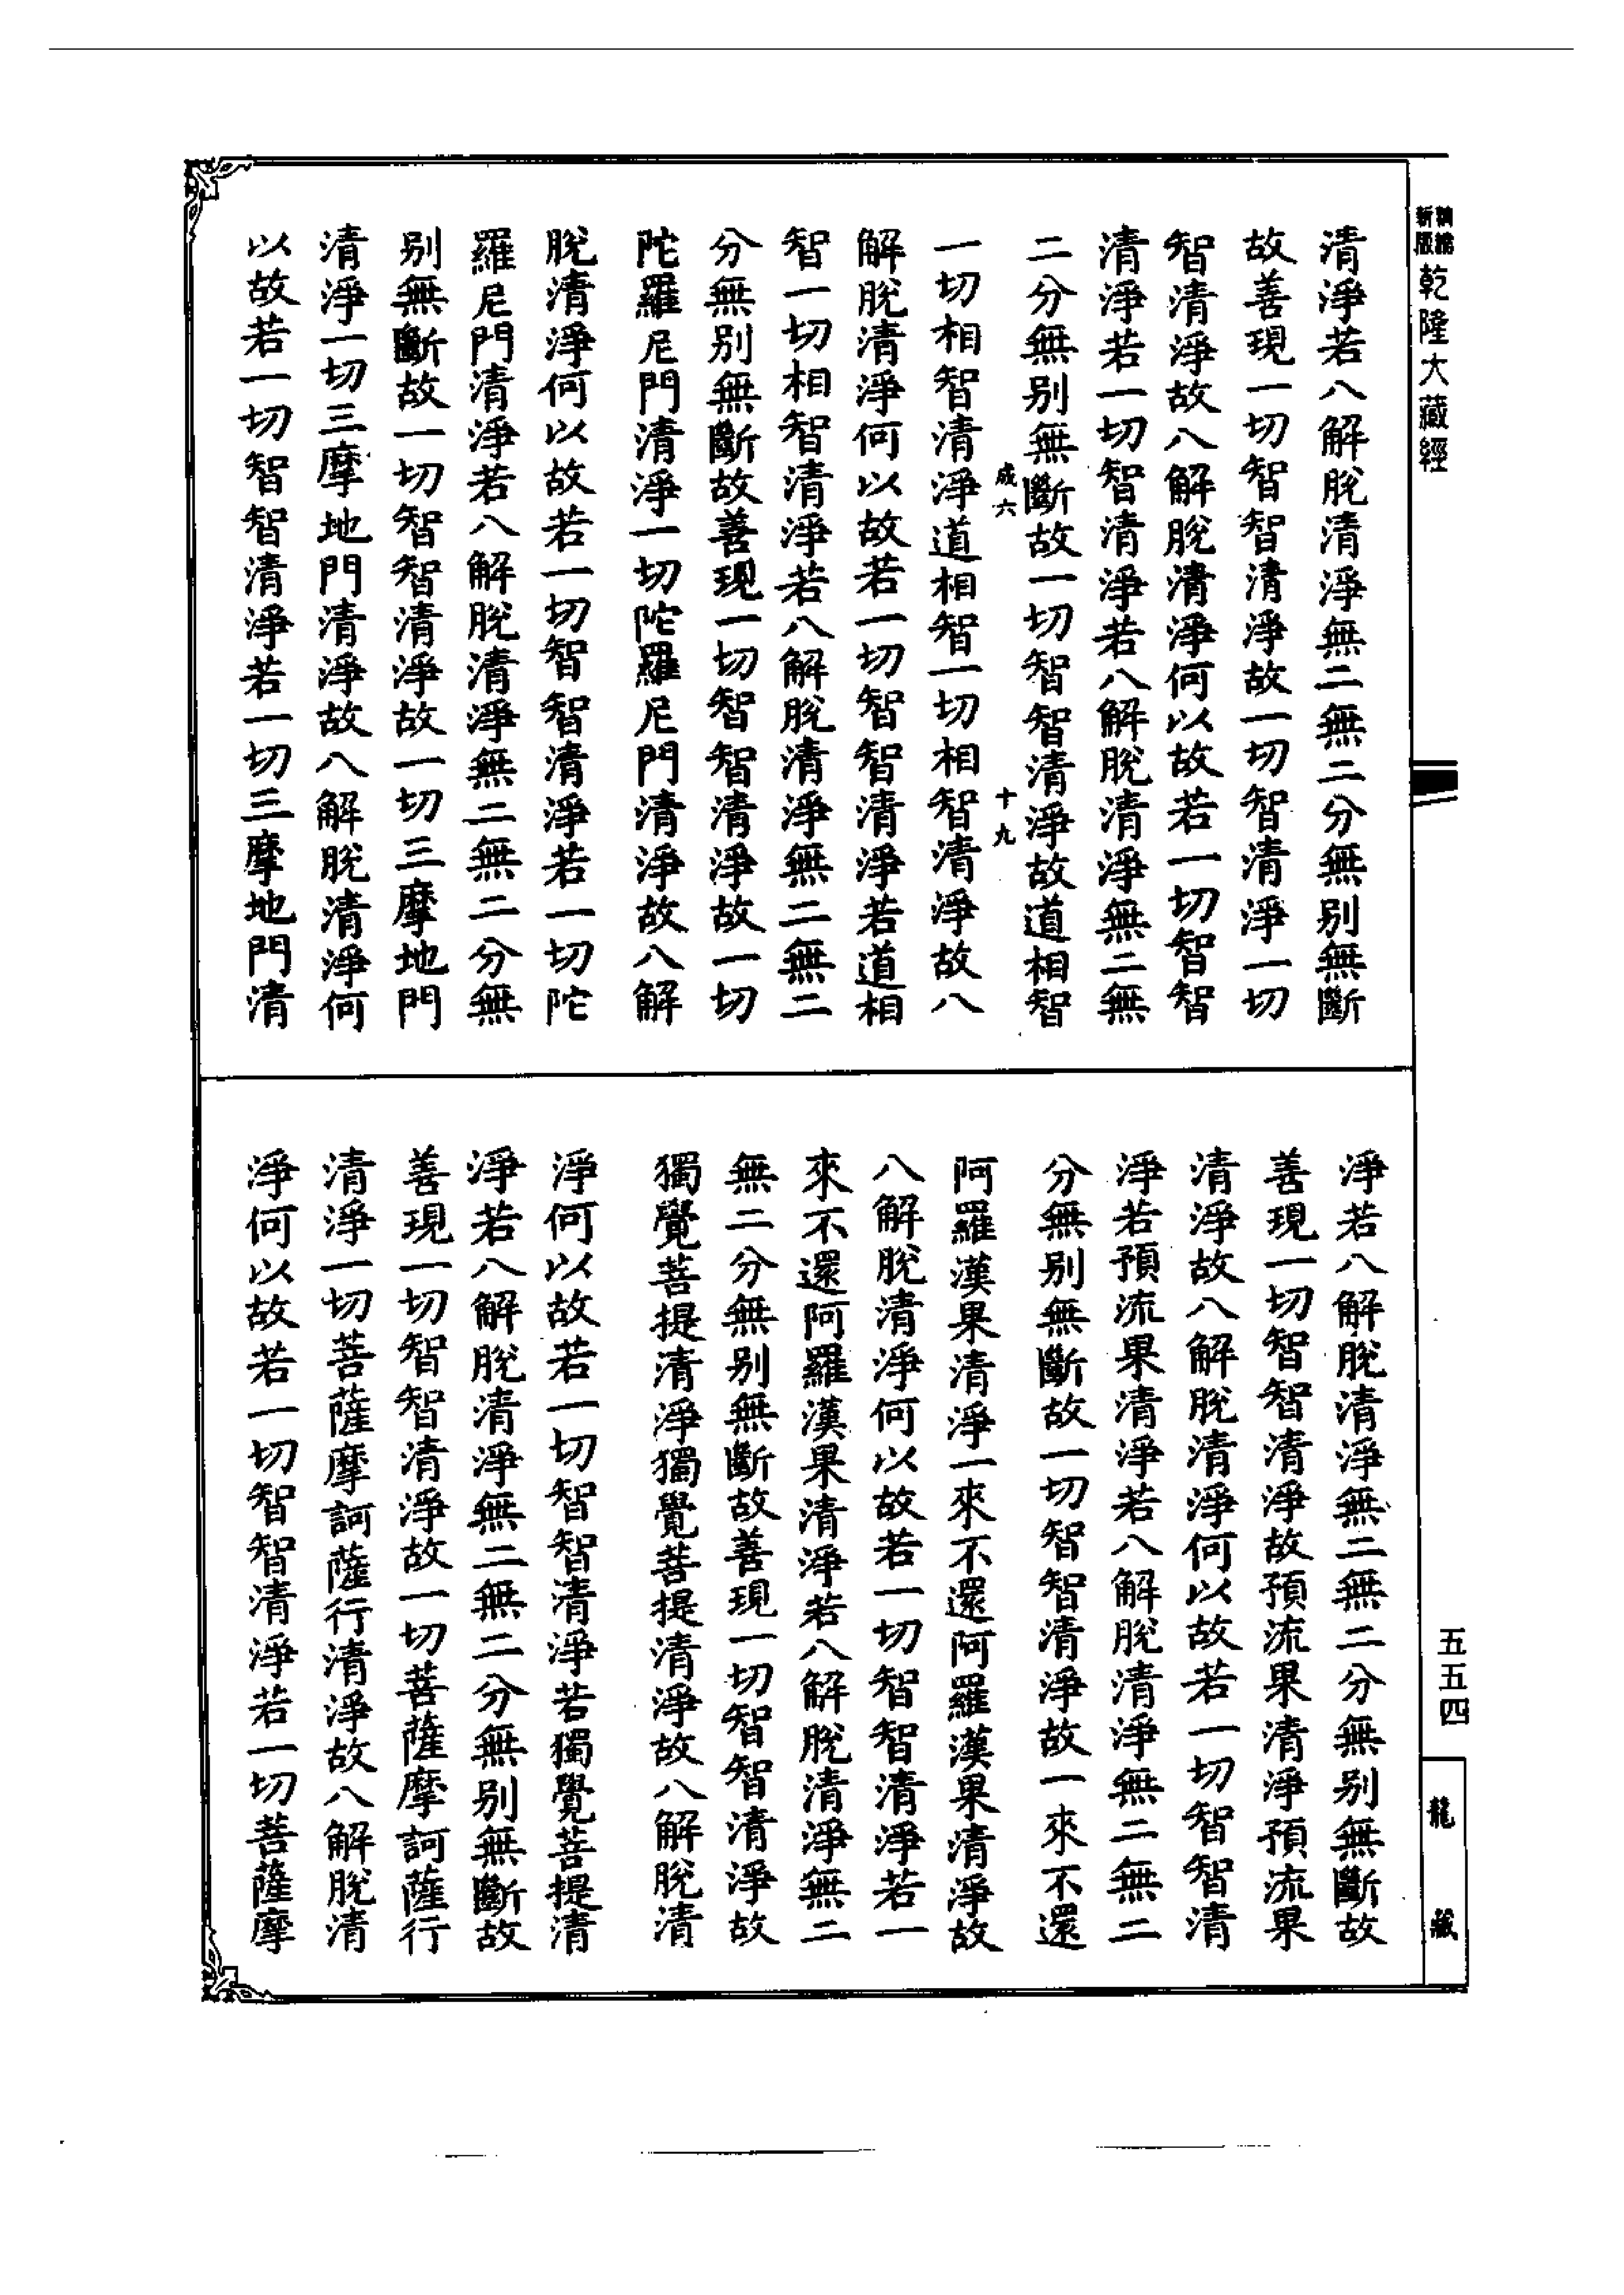 新編
新版
乾隆大藏經
清淨若八解脫清淨無二無二分無別無斷
故善現一切智智清淨故一切智清淨一切
智清淨故八解脫清淨何以故若一切智智
清淨若一切智清淨若八解脫清淨無二無
二分無別無斷故一切智智清淨故道相智
成六 十九
一切相智清淨道相智一切相智清淨故八
解脫清淨何以故若一切智智清淨若道相
智一切相智清淨若八解脫清淨無二無二
分無別無斷故善現一切智智清淨故一切
陀羅尼門清淨一切陀羅尼門清淨故八解
脫清淨何以故若一切智智清淨若一切陀
羅尼門清淨若八解脫清淨無二無二分無
別無斷故一切智智清淨故一切三摩地門
清淨一切三摩地門清淨故八解脫清淨何
以故若一切智智清淨若一切三摩地門清
淨若八解脫清淨無二無二分無別無斷故
善現一切智智清淨故預流果清淨預流果
清淨故八解脫清淨何以故若一切智智清
淨若預流果清淨若八解脫清淨無二無二
分無別無斷故一切智智清淨故一來不還
阿羅漢果清淨一來不還阿羅漢果清淨故
八解脫清淨何以故若一切智智清淨若一
來不還阿羅漢果清淨若八解脫清淨無二
無二分無別無斷故善現一切智智清淨故
獨覺菩提清淨獨覺菩提清淨故八解脫清
淨何以故若一切智智清淨若獨覺菩提清
淨若八解脫清淨無二無二分無別無斷故
善現一切智智清淨故一切菩薩摩訶薩行
清淨一切菩薩摩訶薩行清淨故八解脫清
淨何以故若一切智智清淨若一切菩薩摩
五五四
龍藏